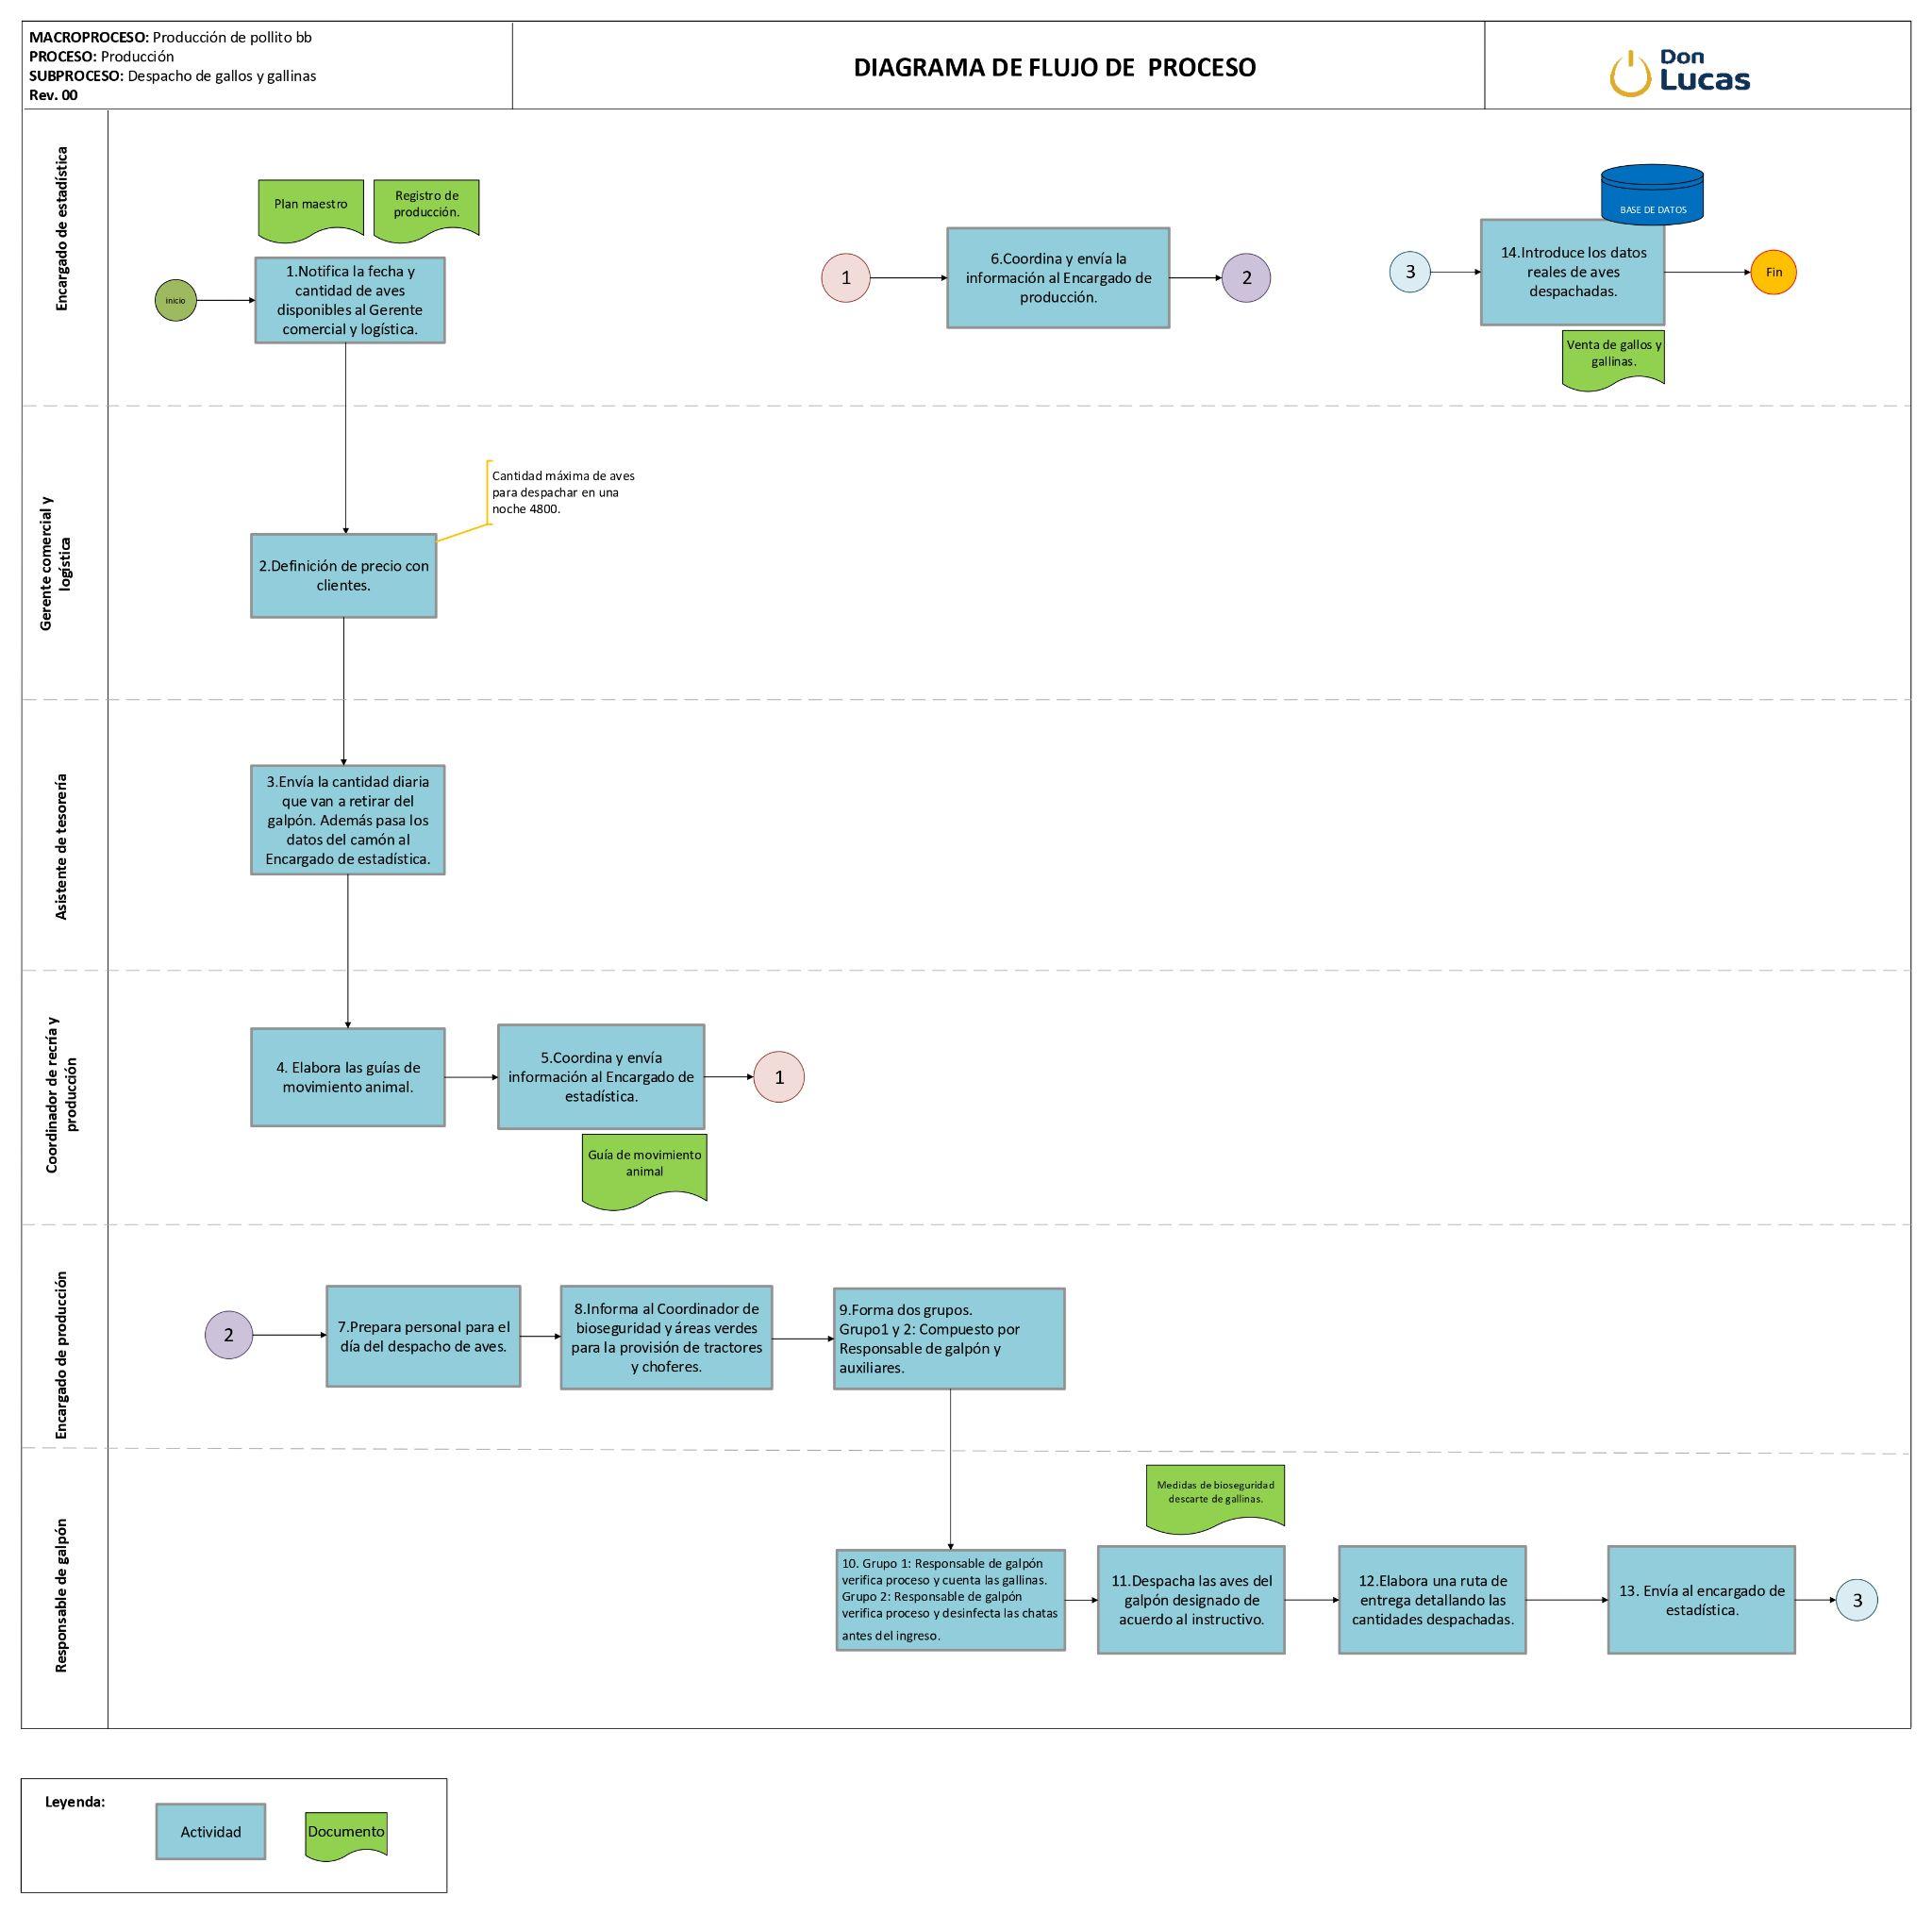 MACROPROCESO: Producción de pollito bb
PROCESO: Producción
SUBPROCESO: Despacho de gallos y gallinas
Rev. 00
DIAGRAMA DE FLUJO DE PROCESO
Don
Lucas
Encargado de estadística
Plan maestro
Registro de
producción.
inicio
1.Notifica la fecha y
cantidad de aves
disponibles al Gerente
comercial y logística.
1
6.Coordina y envía la
información al Encargado de
producción.
2
3
BASE DE DATOS
14.Introduce los datos
reales de aves
despachadas.
Fin
Venta de gallos y
gallinas.
Gerente comercial y
logística
Cantidad máxima de aves
para despachar en una
noche 4800.
2.Definición de precio con
clientes.
Asistente de tesorería
3.Envía la cantidad diaria
que van a retirar del
galpón. Además pasa los
datos del camón al
Encargado de estadística.
Coordinador de recría y
producción
4. Elabora las guías de
movimiento animal.
5.Coordina y envía
información al Encargado de
estadística.
1
Guía de movimiento
animal
Encargado de producción
2
7.Prepara personal para el
día del despacho de aves.
8.Informa al Coordinador de
bioseguridad y áreas verdes
para la provisión de tractores
y choferes.
9.Forma dos grupos.
Grupo1 y 2: Compuesto por
Responsable de galpón y
auxiliares.
Responsable de galpón
Medidas de bioseguridad
descarte de gallinas.
10. Grupo 1: Responsable de galpón
verifica proceso y cuenta las gallinas.
Grupo 2: Responsable de galpón
verifica proceso y desinfecta las chatas
antes del ingreso.
11.Despacha las aves del
galpón designado de
acuerdo al instructivo.
12.Elabora una ruta de
entrega detallando las
cantidades despachadas.
13. Envía al encargado de
estadística.
3
Leyenda:
Actividad
Documento